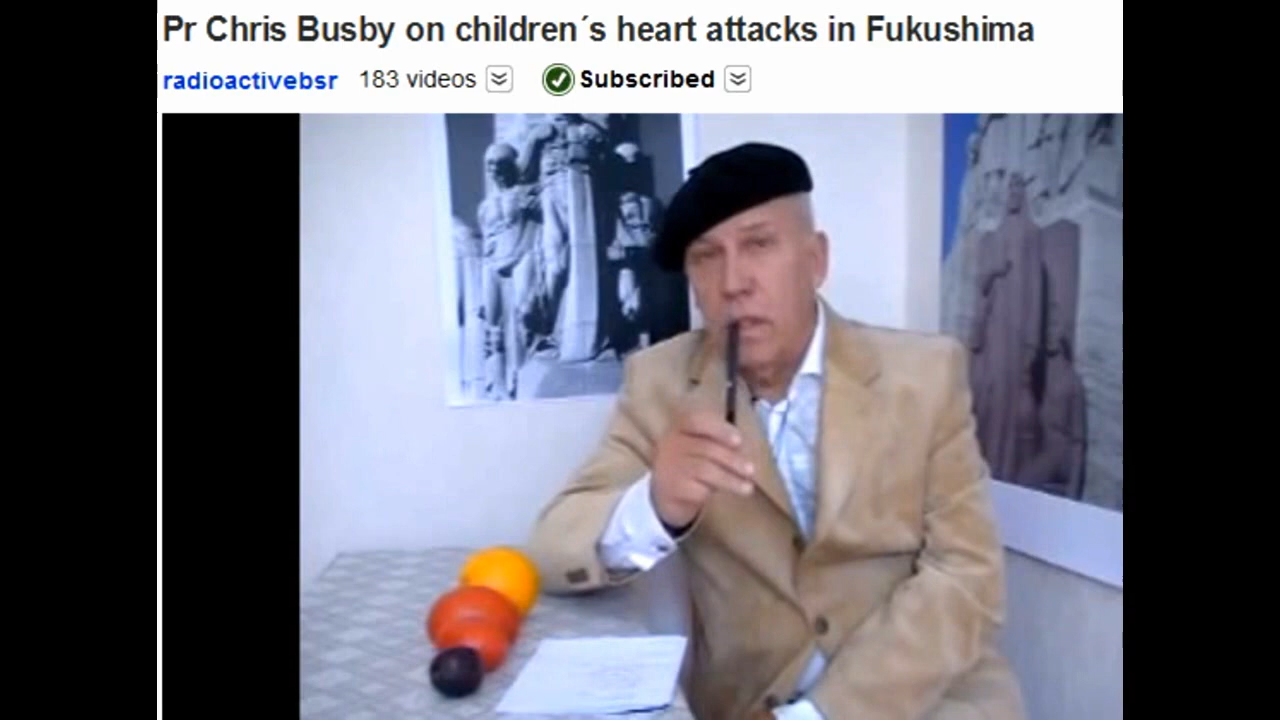 Pr Chris Busby on children´s heart attacks in Fukushima
radioactivebsr 183 videos Subscribed